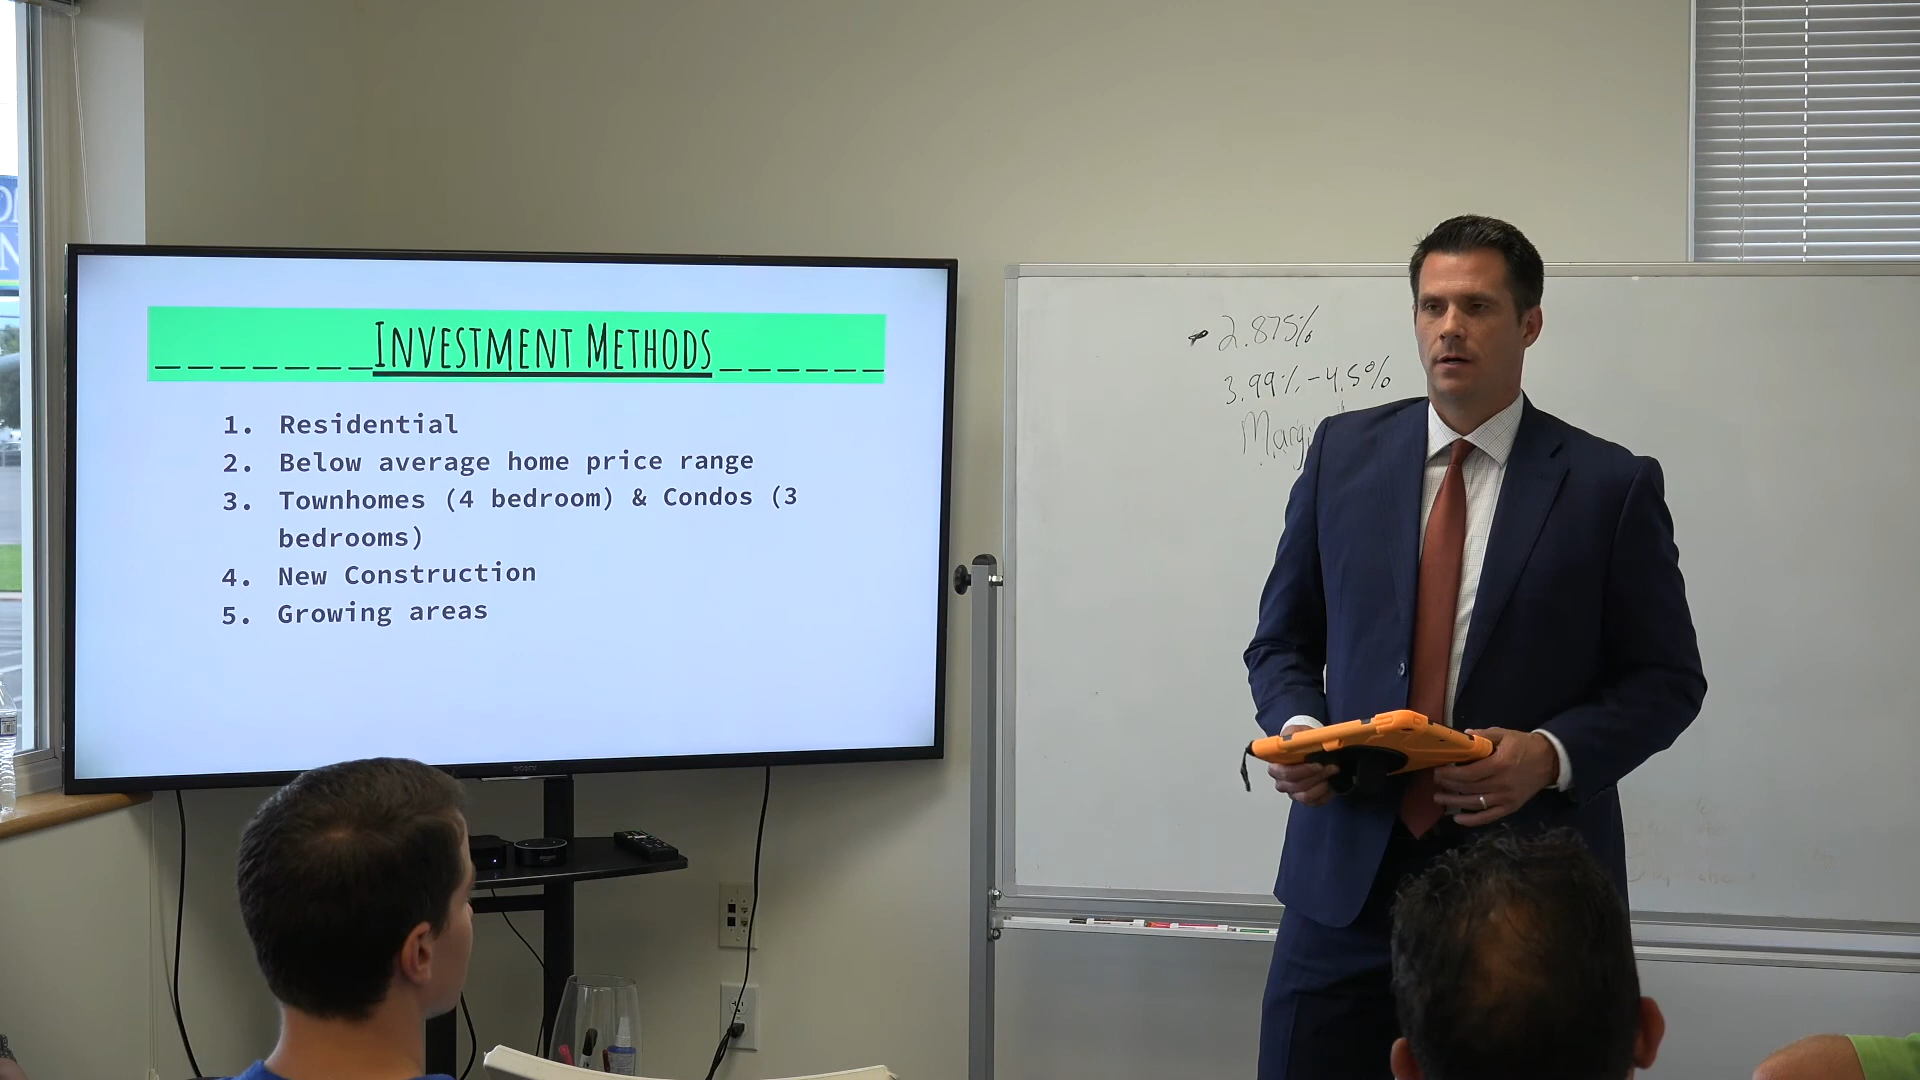 Investment Methods
1. Residential
2. Below average home price range
3. Townhomes (4 bedroom) & Condos (3
bedrooms)
4. New Construction
5. Growing areas
2.875%
3.99% - 4.5%